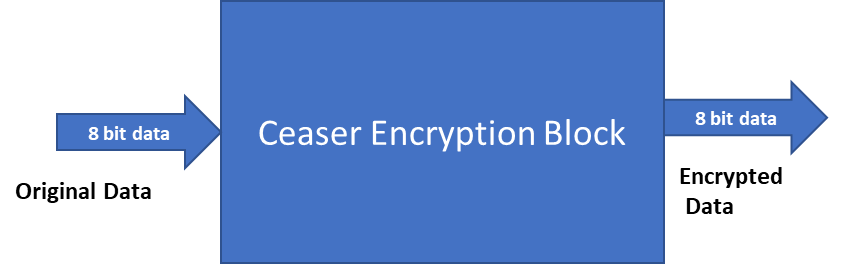 8 bit data
Original Data
Ceaser Encryption Block
8 bit data
Encrypted
Data